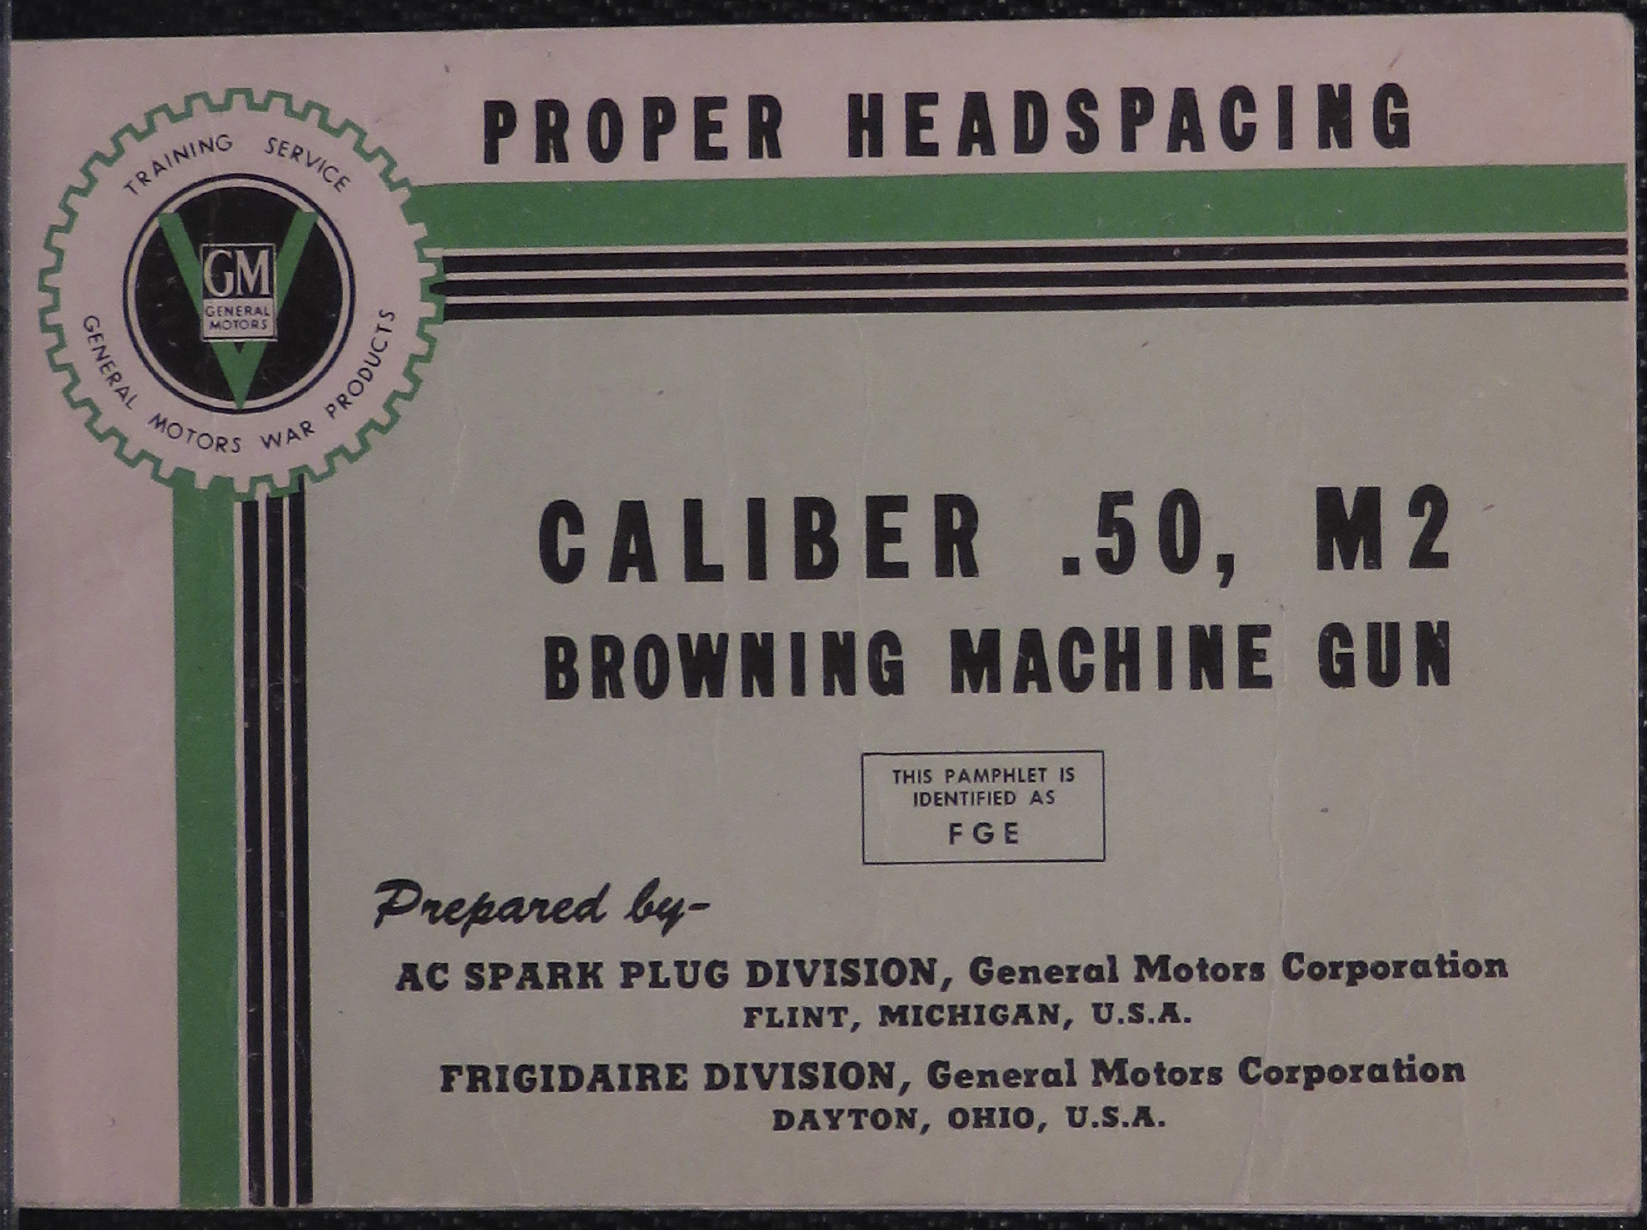 PROPER HEADSPACING
TRAINING SERVICE
GM
GENERAL
MOTORS
GENERAL MOTORS WAR PRODUCTS
CALIBER .50, M2
BROWNING MACHINE GUN
THIS PAMPHLET IS
IDENTIFIED AS
FGE
Prepared by-
AC SPARK PLUG DIVISION, General Motors Corporation
FLINT, MICHIGAN, U.S.A.
FRIGIDAIRE DIVISION, General Motors Corporation
DAYTON, OHIO, U.S.A.